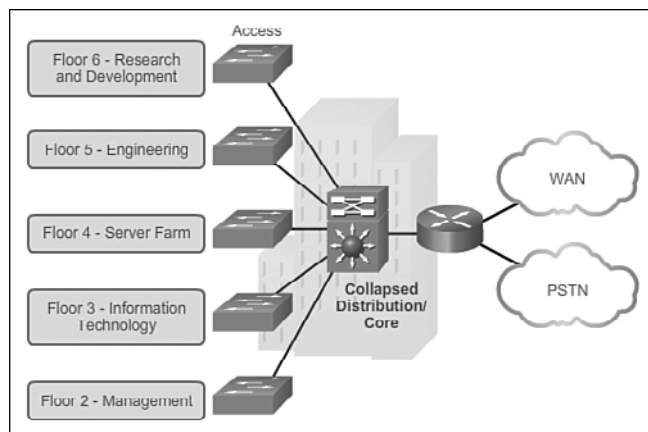 Access
Floor 6 - Research
and Development
Floor 5 - Engineering
Floor 4 - Server Farm
Floor 3 - Information
Technology
Floor 2 - Management
Collapsed
Distribution/
Core
WAN
PSTN